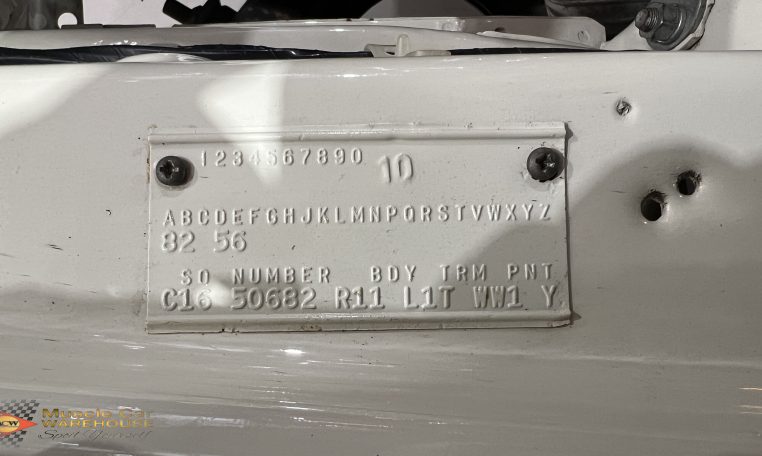 1234567890 10
ABCDEFGHJKLMNPQRSTVWXYZ
82 56
SO NUMBER BDY TRM PNT
C16 50682 R11 L1T WW1 Y
Muscle Car
WAREHOUSE